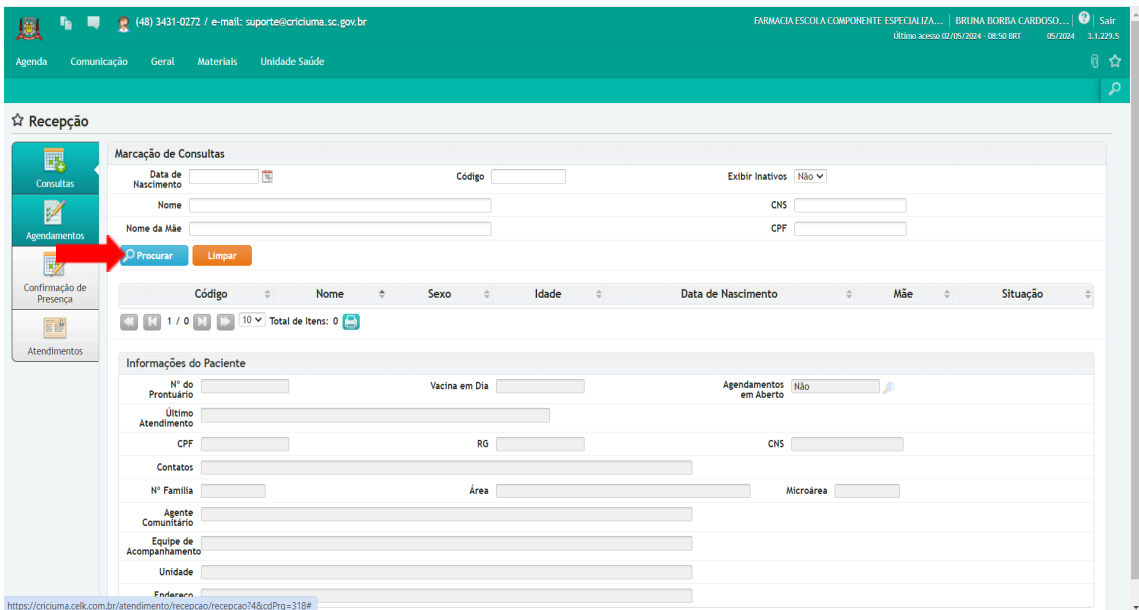 (48) 3431-0272 / e-mail: suporte@criciuma.sc.gov.br FARMACIA ESCOLA COMPONENTE ESPECIALIZA... | BRUNA BORBA CARDOSO... | ? | Sair
Último acesso 02/05/2024 - 08:50 BRT 05/2024 3.1.229.5
Agenda Comunicação Geral Materiais Unidade Saúde
Recepção
Consultas
Agendamentos
Confirmação de
Presença
Atendimentos
Marcação de Consultas
Data de
Nascimento Código Exibir Inativos Não
Nome CNS
Nome da Mãe CPF
Procurar Limpar
Código Nome Sexo Idade Data de Nascimento Mãe Situação
1 / 0 10 Total de Itens: 0
Informações do Paciente
Nº do
Prontuário Vacina em Dia Agendamentos
em Aberto Não
Último
Atendimento
CPF RG CNS
Contatos
Nº Família Área Microárea
Agente
Comunitário
Equipe de
Acompanhamento
Unidade
Endereço
https://criciuma.celk.com.br/atendimento/recepcao/recepcao?4&cdPrg=318#